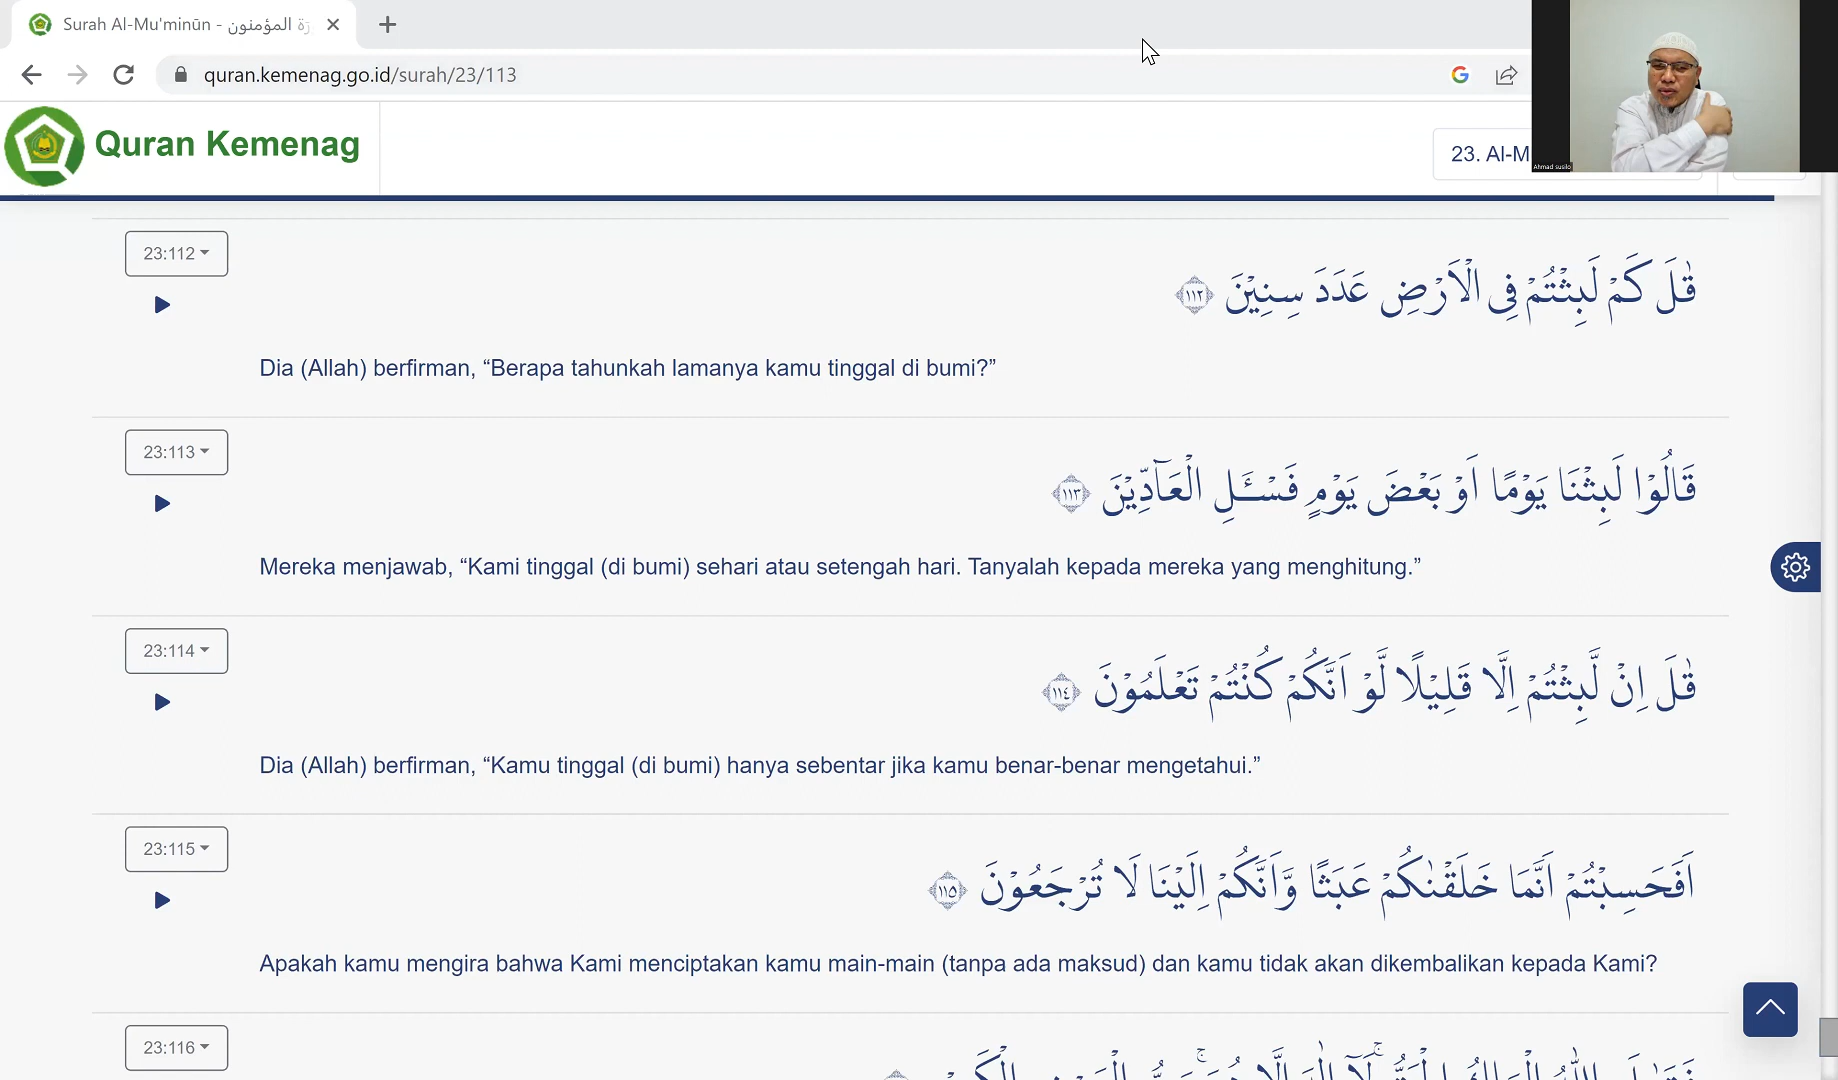 Surah Al-Mu'minūn - سورة المؤمنون
quran.kemenag.go.id/surah/23/113
Quran Kemenag
23. Al-M
Ahmad susilo
23:112
قٰلَ كَمْ لَبِثْتُمْ فِى الْاَرْضِ عَدَدَ سِنِيْنَ ١١٢
Dia (Allah) berfirman, “Berapa tahunkah lamanya kamu tinggal di bumi?”
23:113
قَالُوْا لَبِثْنَا يَوْمًا اَوْ بَعْضَ يَوْمٍ فَسْـَٔلِ الْعَاۤدِّيْنَ ١١٣
Mereka menjawab, “Kami tinggal (di bumi) sehari atau setengah hari. Tanyalah kepada mereka yang menghitung.”
23:114
قٰلَ اِنْ لَّبِثْتُمْ اِلَّا قَلِيْلًا لَّوْ اَنَّكُمْ كُنْتُمْ تَعْلَمُوْنَ ١١٤
Dia (Allah) berfirman, “Kamu tinggal (di bumi) hanya sebentar jika kamu benar-benar mengetahui.”
23:115
اَفَحَسِبْتُمْ اَنَّمَا خَلَقْنٰكُمْ عَبَثًا وَّاَنَّكُمْ اِلَيْنَا لَا تُرْجَعُوْنَ ١١٥
Apakah kamu mengira bahwa Kami menciptakan kamu main-main (tanpa ada maksud) dan kamu tidak akan dikembalikan kepada Kami?
23:116